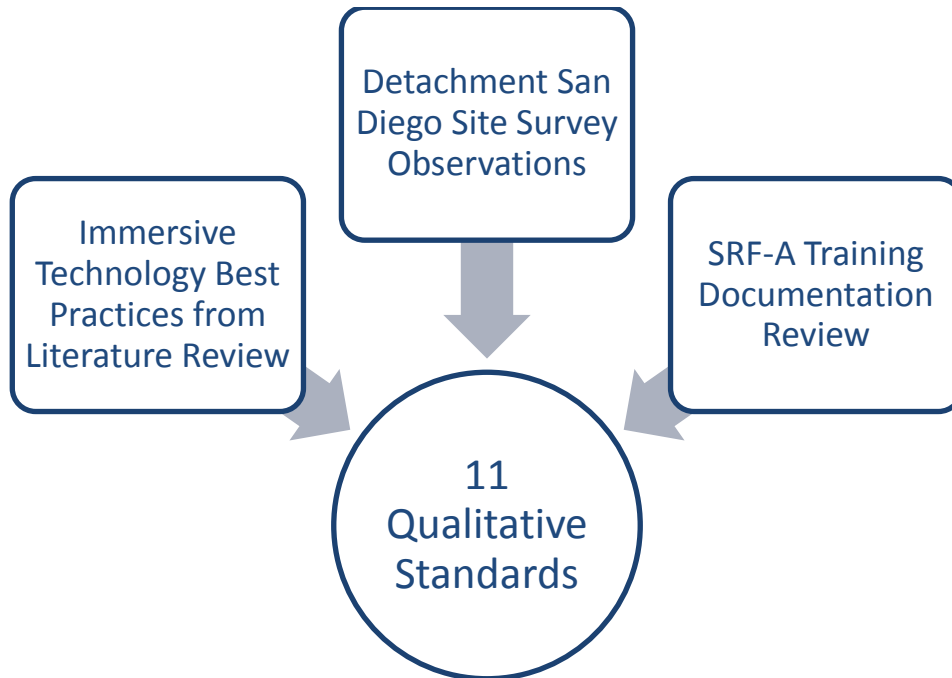 Detachment San
Diego Site Survey
Observations
Immersive
Technology Best
Practices from
Literature Review
SRF-A Training
Documentation
Review
11
Qualitative
Standards